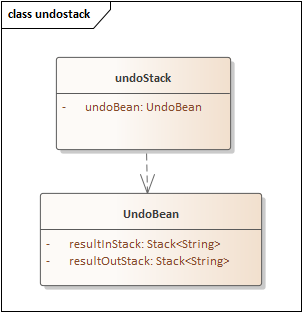 class undostack
undoStack
- undoBean: UndoBean
UndoBean
- resultInStack: Stack<String>
- resultOutStack: Stack<String>